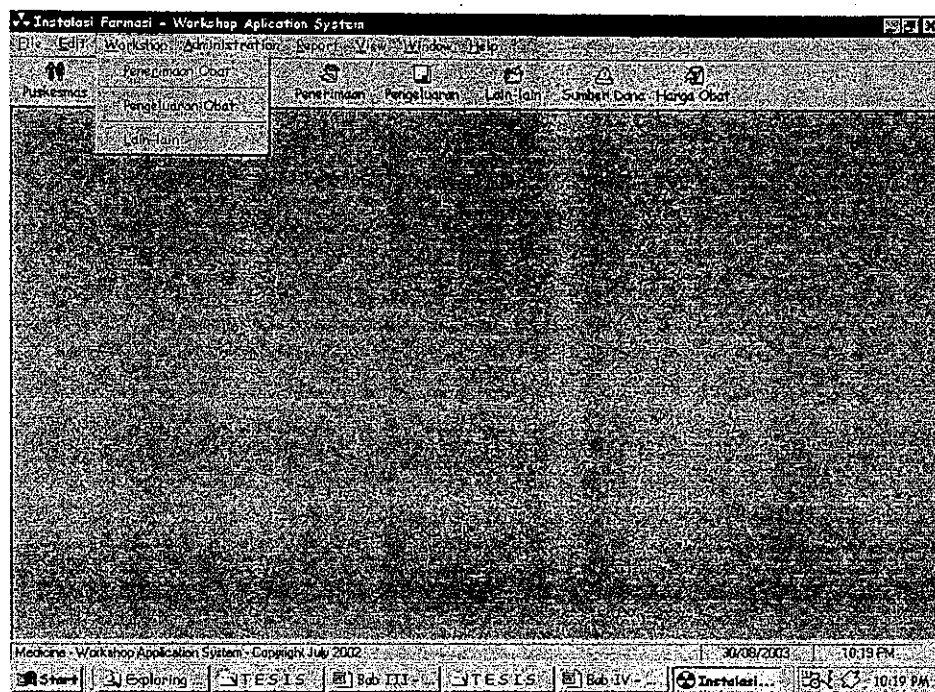 Instalasi Farmasi - Workshop Aplication System
File Edit Workshop Administration Report View Window Help
Penerimaan Obat
Pengeluaran Obat
Lain-lain
Puskesmas Penerimaan Pengeluaran Lain-lain Sumber Dana Harga Obat
Medicine - Workshop Application System - Copyright July 2002 30/08/2003 10:19 PM
Start Exploring ... TESIS Bab III - ... TESIS Bab IV - ... Instalasi... 10:19 PM